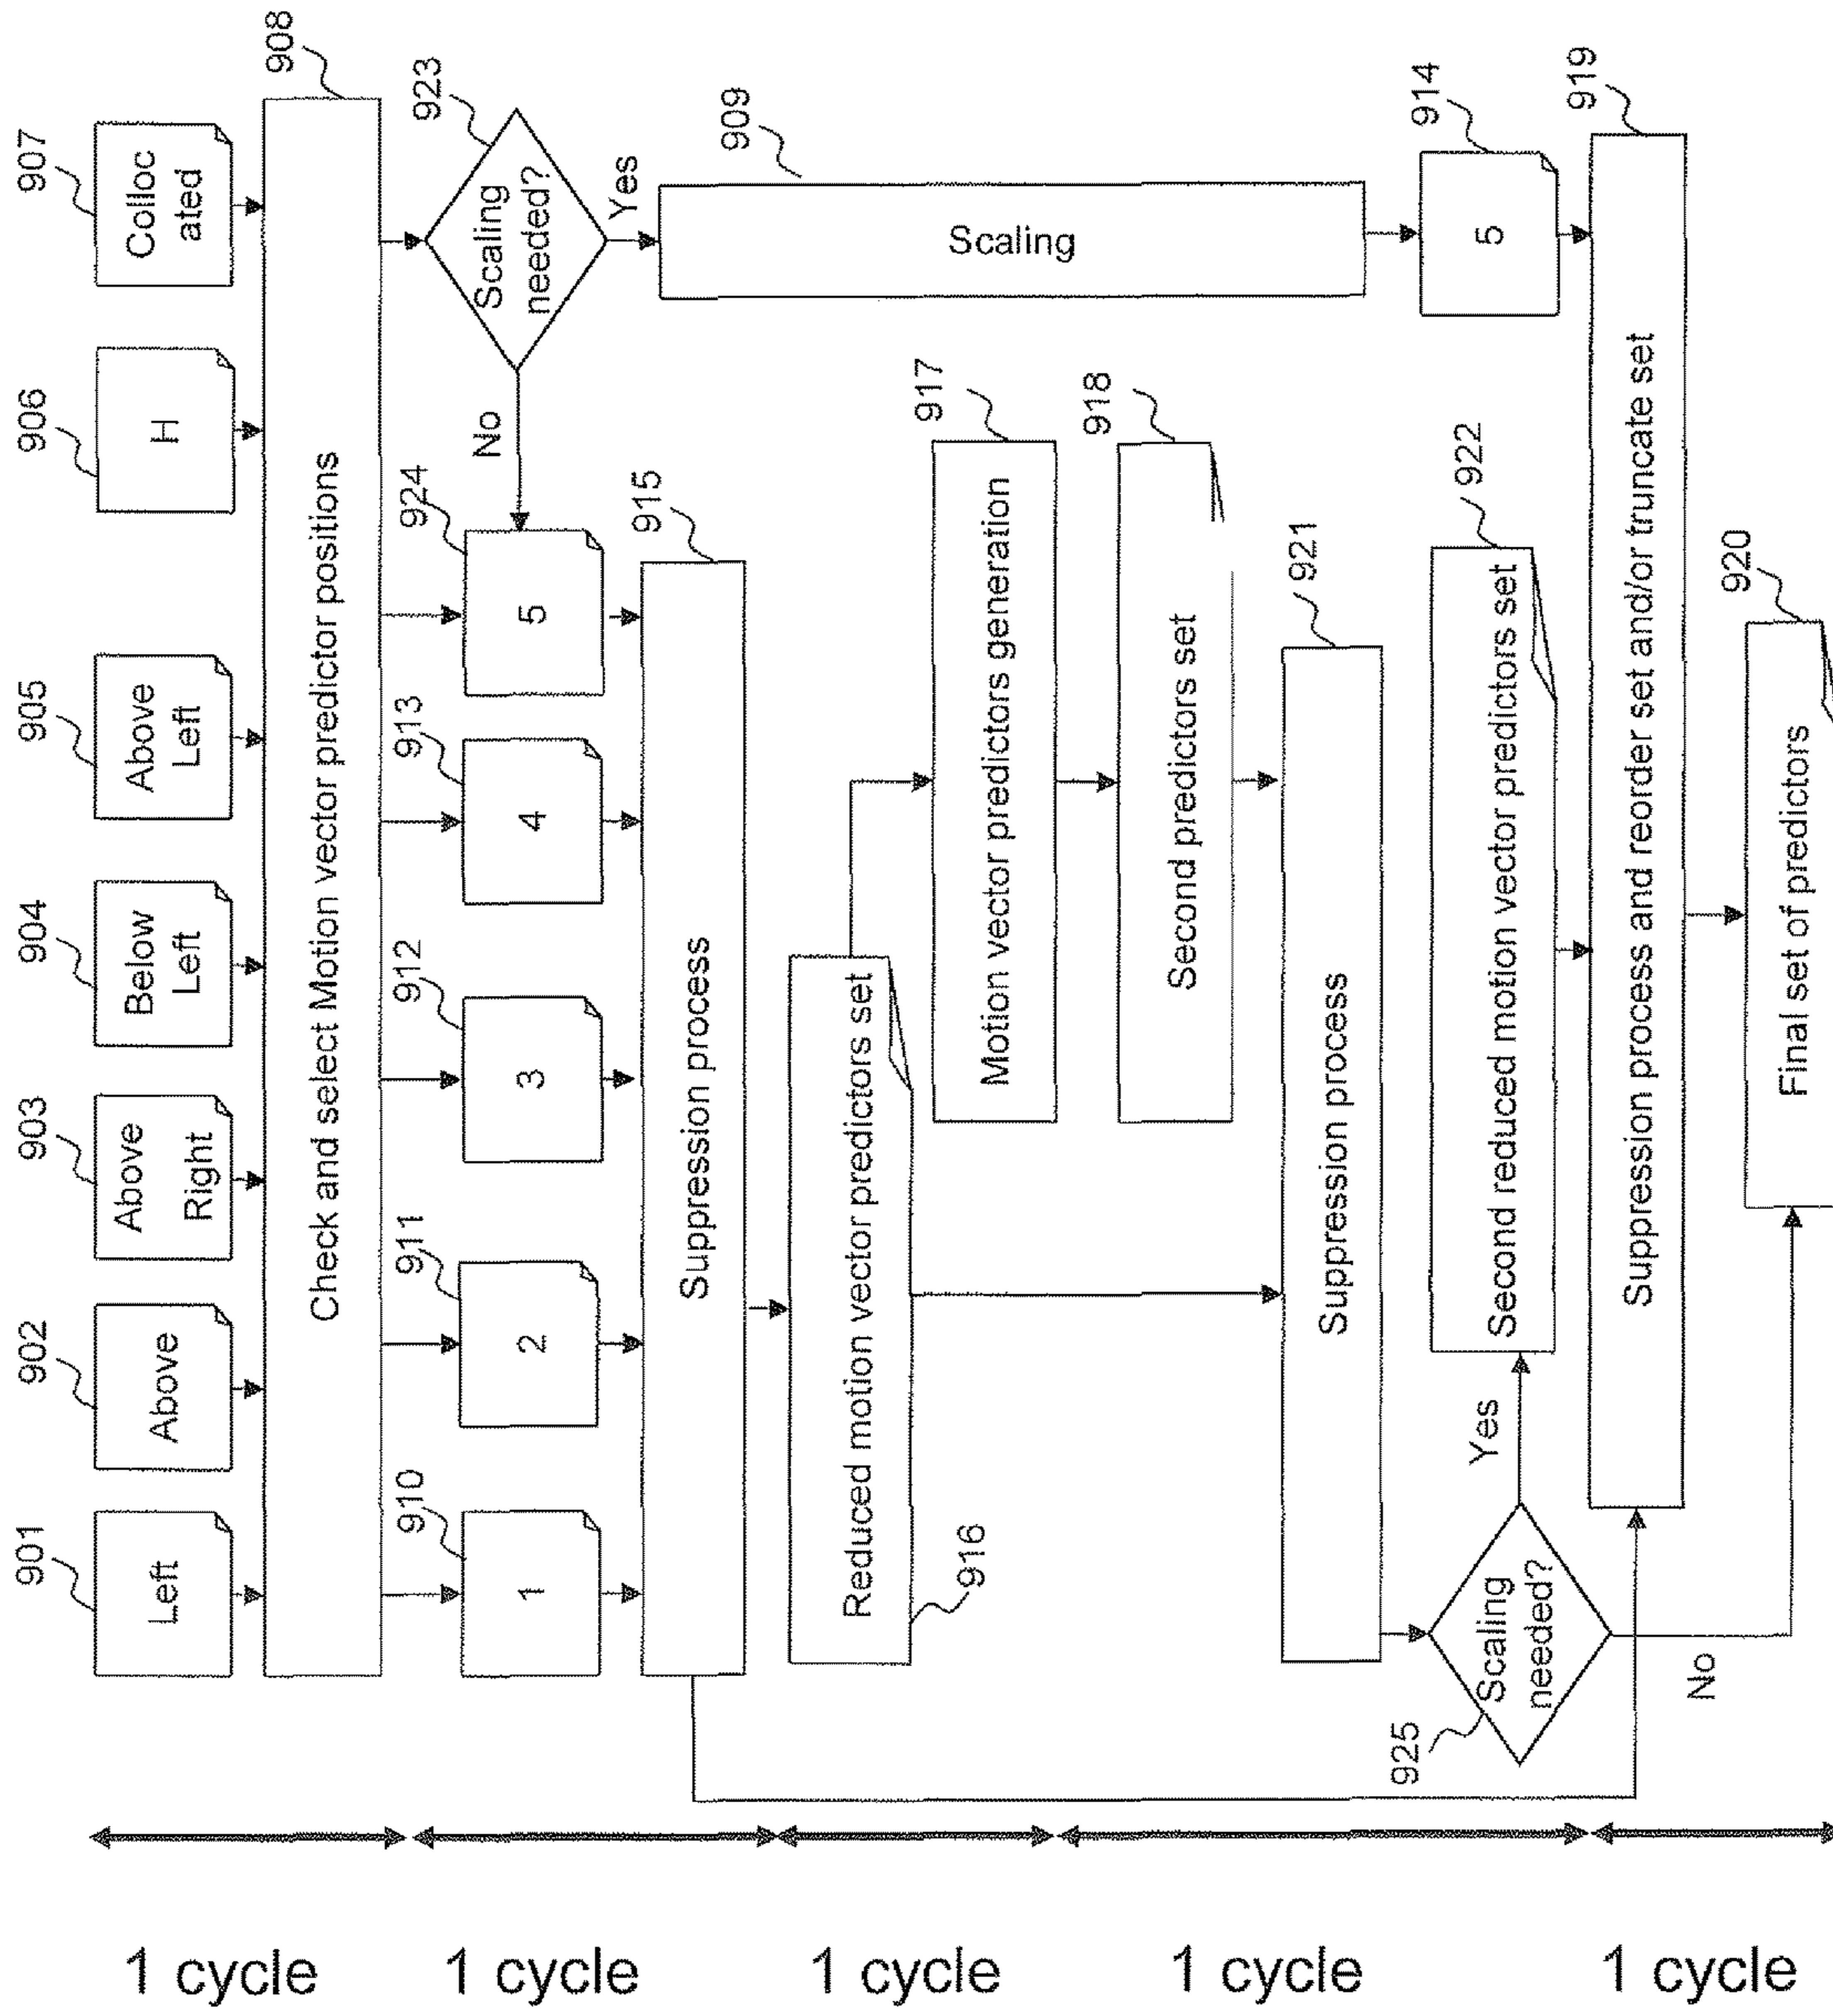 901
902
903
904
905
906
907
Left
Above
Above
Right
Below
Left
Above
Left
H
Colloc
ated
908
Check and select Motion vector predictor positions
1 cycle
910
911
912
913
924
923
1
2
3
4
5
Scaling
needed?
No
Yes
915
Suppression process
1 cycle
909
Scaling
916
Reduced motion vector predictors set
917
Motion vector predictors generation
1 cycle
918
Second predictors set
921
Suppression process
925
Scaling
needed?
Yes
No
922
Second reduced motion vector predictors set
914
5
1 cycle
919
Suppression process and reorder set and/or truncate set
920
Final set of predictors
1 cycle